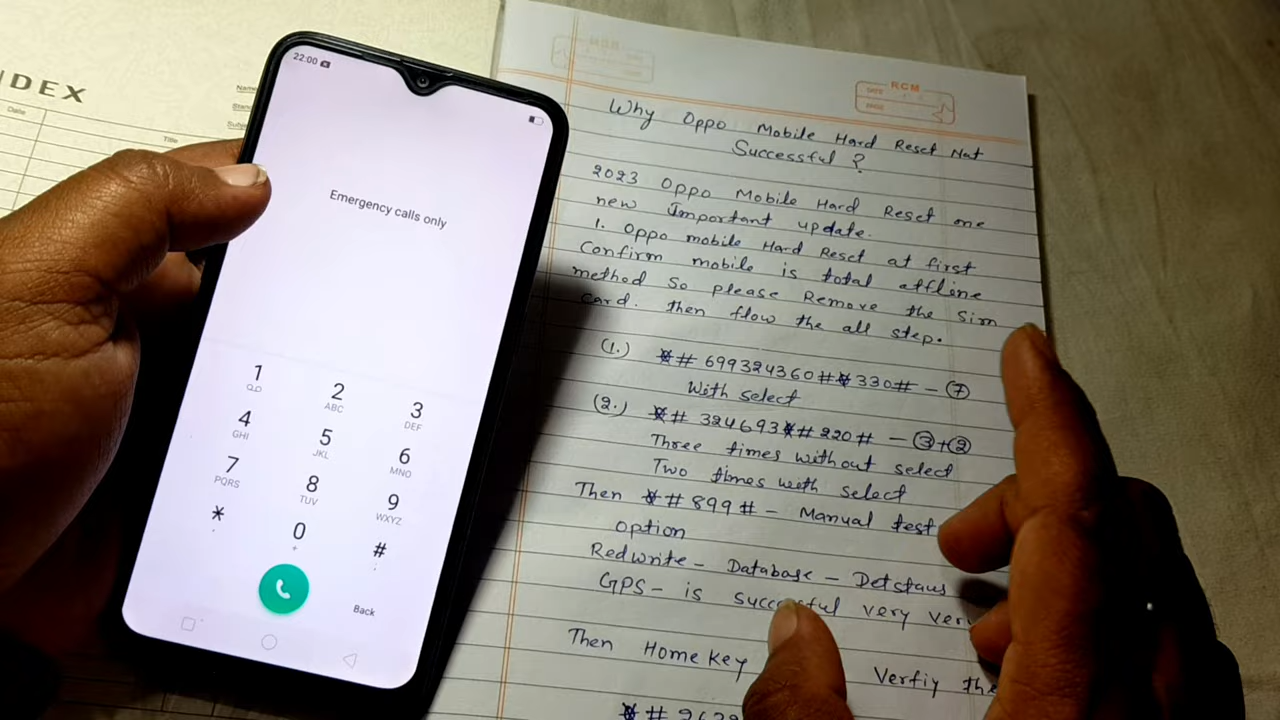 NDEX
Date
Title
22:00
Emergency calls only
1
2 ABC
3 DEF
4 GHI
5 JKL
6 MNO
7 PQRS
8 TUV
9 WXYZ
*
0 +
#
Back
RCM
DATE
PAGE
Why Oppo Mobile Hard Reset Not
Successful ?
2023 Oppo Mobile Hard Reset one
new Important update.
1. Oppo mobile Hard Reset at first
Confirm mobile is total offline
method So please Remove the Sim
card. then flow the all step.
(1.) *# 699324360#*330# - 7
With select
(2.) *# 324693*#220# - 3+2
Three times without select
Two times with select
Then *#899# - Manual test
option
Redwrite - Database - Detstaus
GPS - is successful very ver
Then Home Key Verfiy the